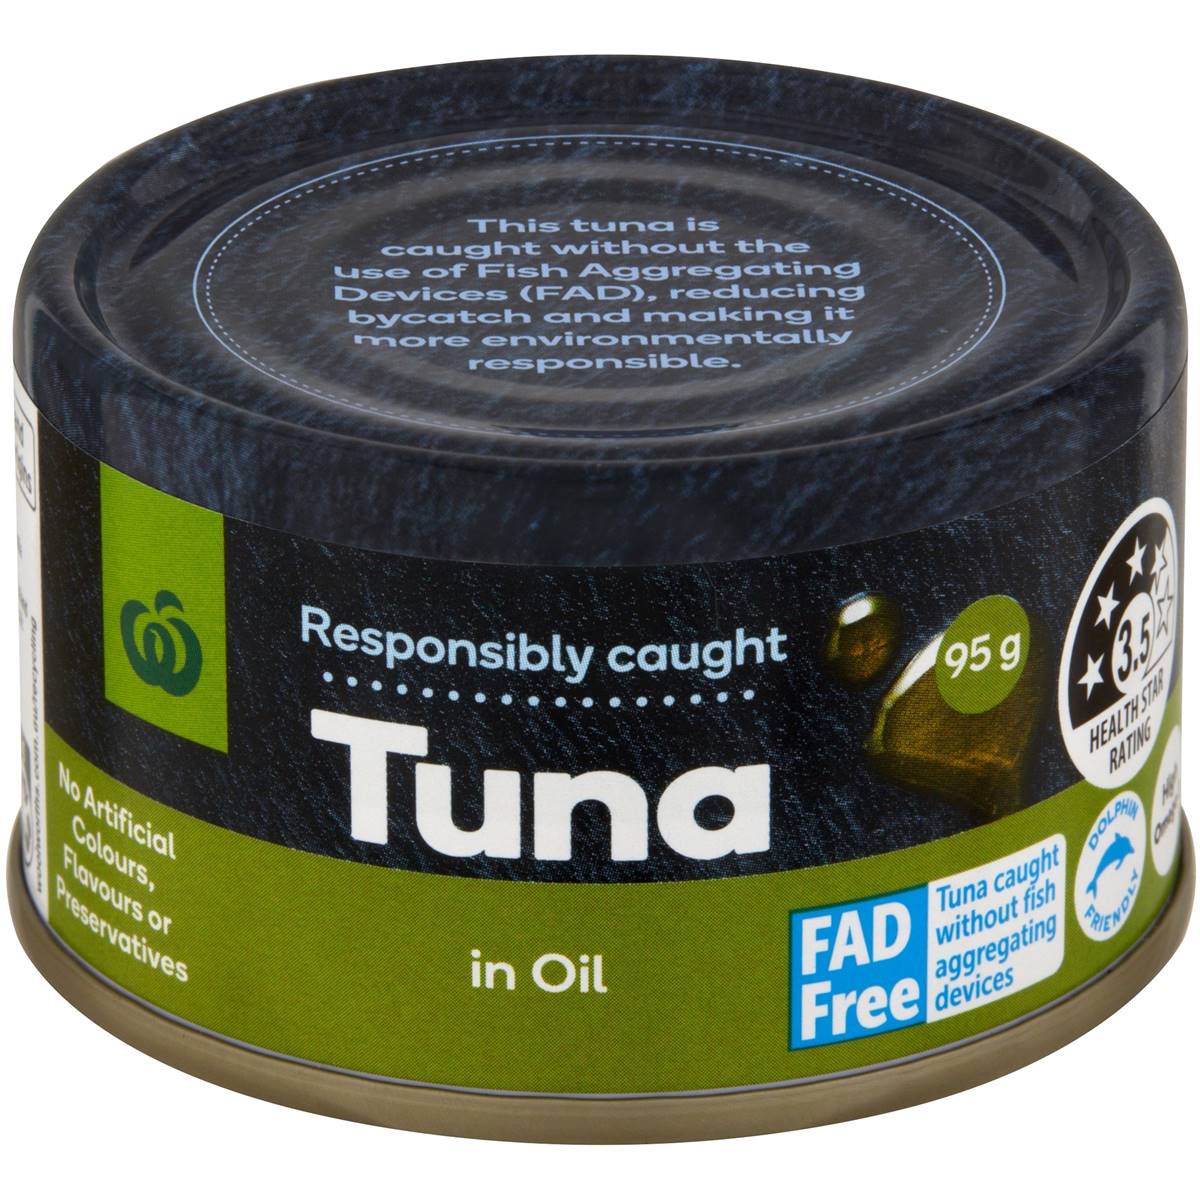 This tuna is
caught without the
use of Fish Aggregating
Devices (FAD), reducing
bycatch and making it
more environmentally
responsible.
Responsibly caught
Tuna
95 g
3.5
HEALTH STAR
RATING
No Artificial
Colours,
Flavours or
Preservatives
in Oil
FAD
Free
Tuna caught
without fish
aggregating
devices
DOLPHIN
FRIENDLY
High